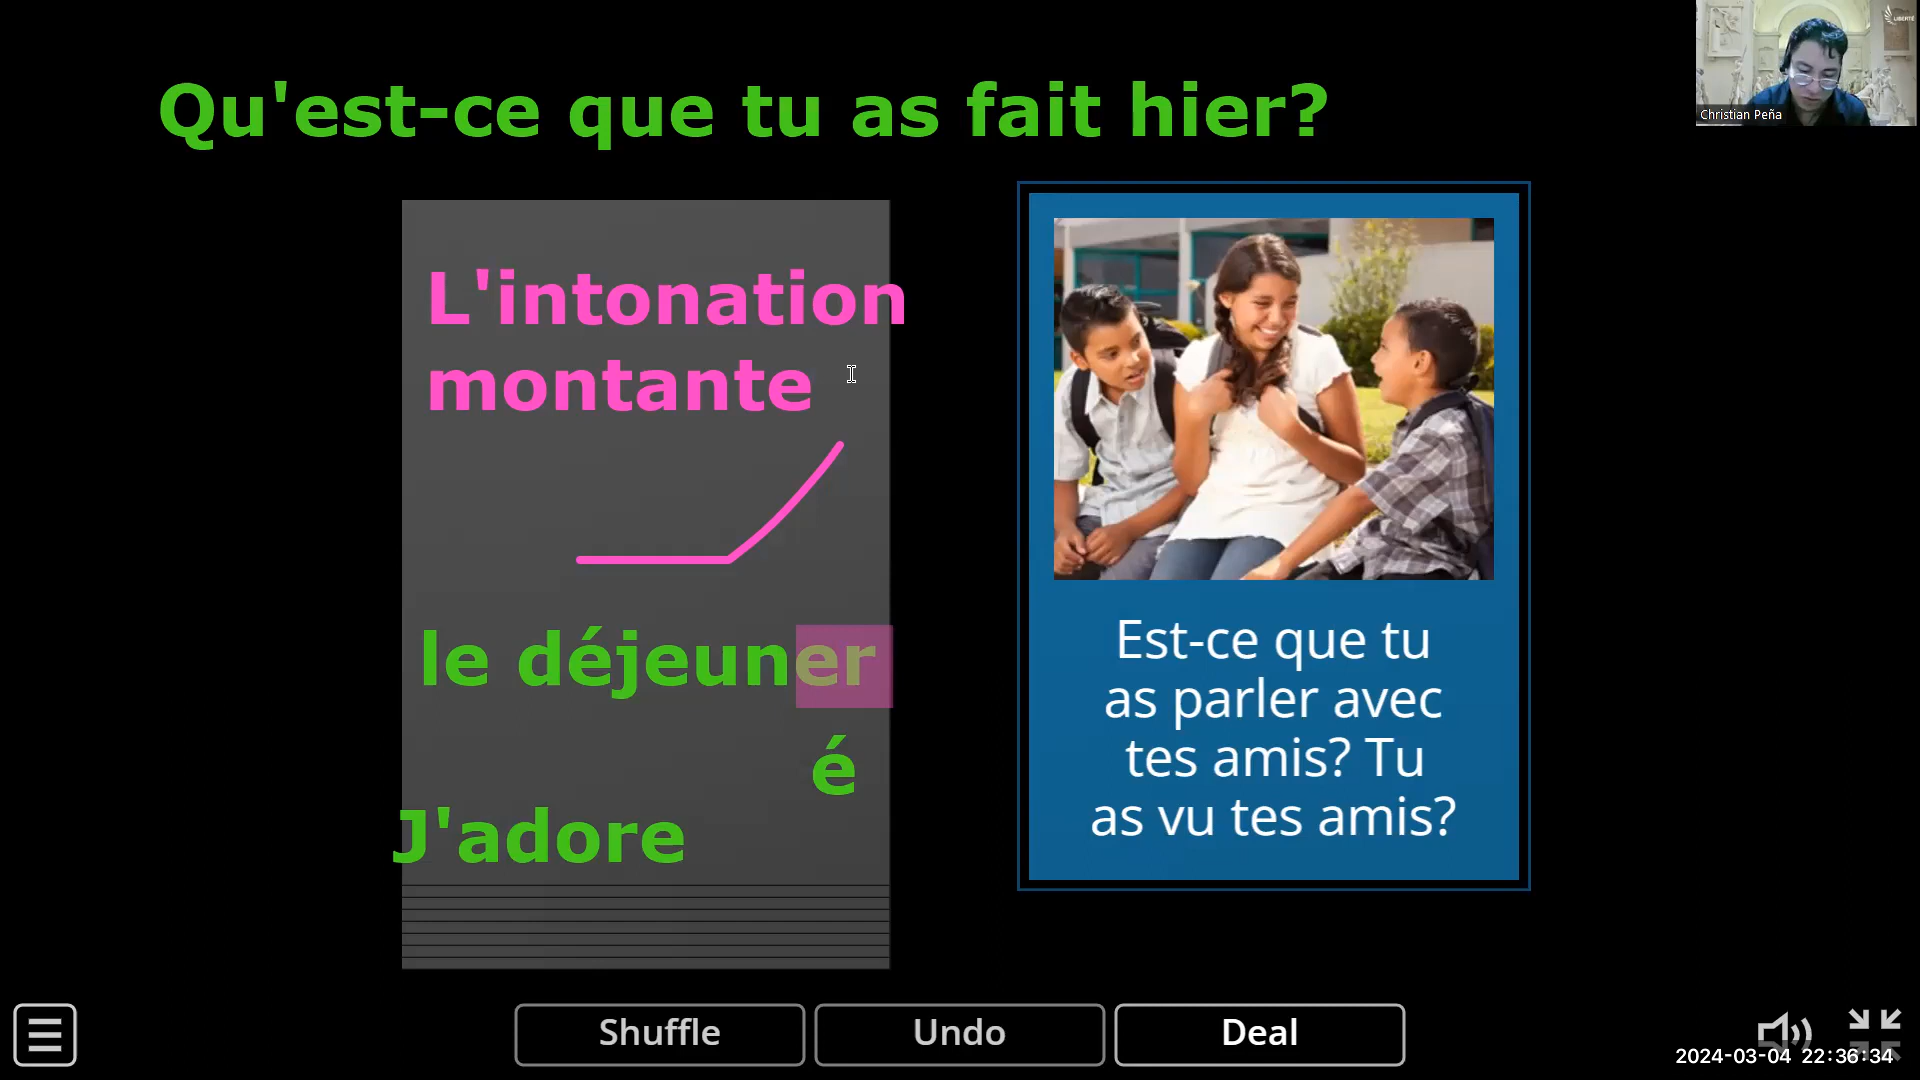 LIBERTÉ
Christian Peña
Qu'est-ce que tu as fait hier?
L'intonation
montante
le déjeuner
é
J'adore
Est-ce que tu
as parler avec
tes amis? Tu
as vu tes amis?
Shuffle
Undo
Deal
2024-03-04 22:36:34